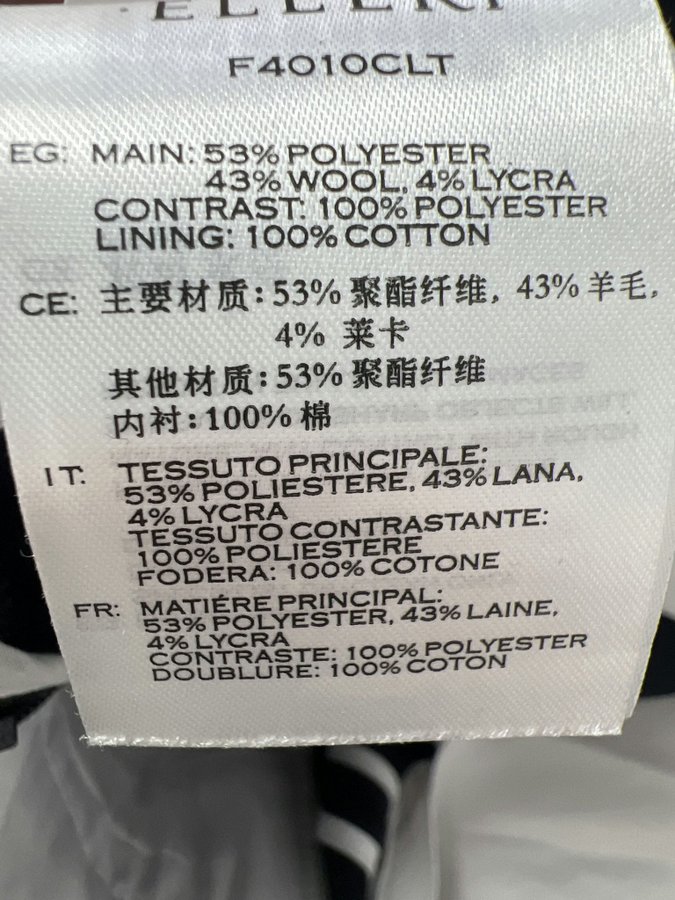 ELLERY
F4010CLT
EG: MAIN: 53% POLYESTER
43% WOOL, 4% LYCRA
CONTRAST: 100% POLYESTER
LINING: 100% COTTON
CE: 主要材质:53% 聚酯纤维, 43% 羊毛,
4% 莱卡
其他材质:53% 聚酯纤维
内衬:100% 棉
IT: TESSUTO PRINCIPALE:
53% POLIESTERE, 43% LANA,
4% LYCRA
TESSUTO CONTRASTANTE:
100% POLIESTERE
FODERA: 100% COTONE
FR: MATIÉRE PRINCIPAL:
53% POLYESTER, 43% LAINE,
4% LYCRA
CONTRASTE: 100% POLYESTER
DOUBLURE: 100% COTON